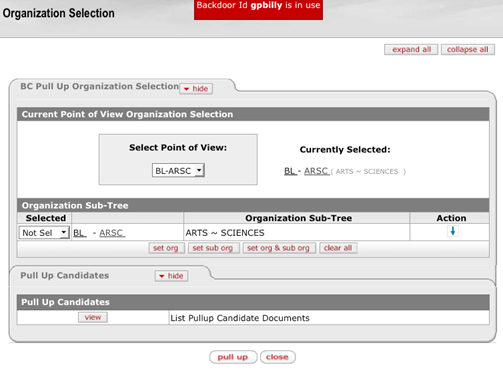 Backdoor Id gpbilly is in use
Organization Selection
expand all collapse all
BC Pull Up Organization Selection hide
Current Point of View Organization Selection
Select Point of View: Currently Selected:
BL-ARSC BL - ARSC ( ARTS ~ SCIENCES )
Organization Sub-Tree
Selected Organization Sub-Tree Action
Not Sel BL - ARSC ARTS ~ SCIENCES
set org set sub org set org & sub org clear all
Pull Up Candidates hide
Pull Up Candidates
view List Pullup Candidate Documents
pull up close